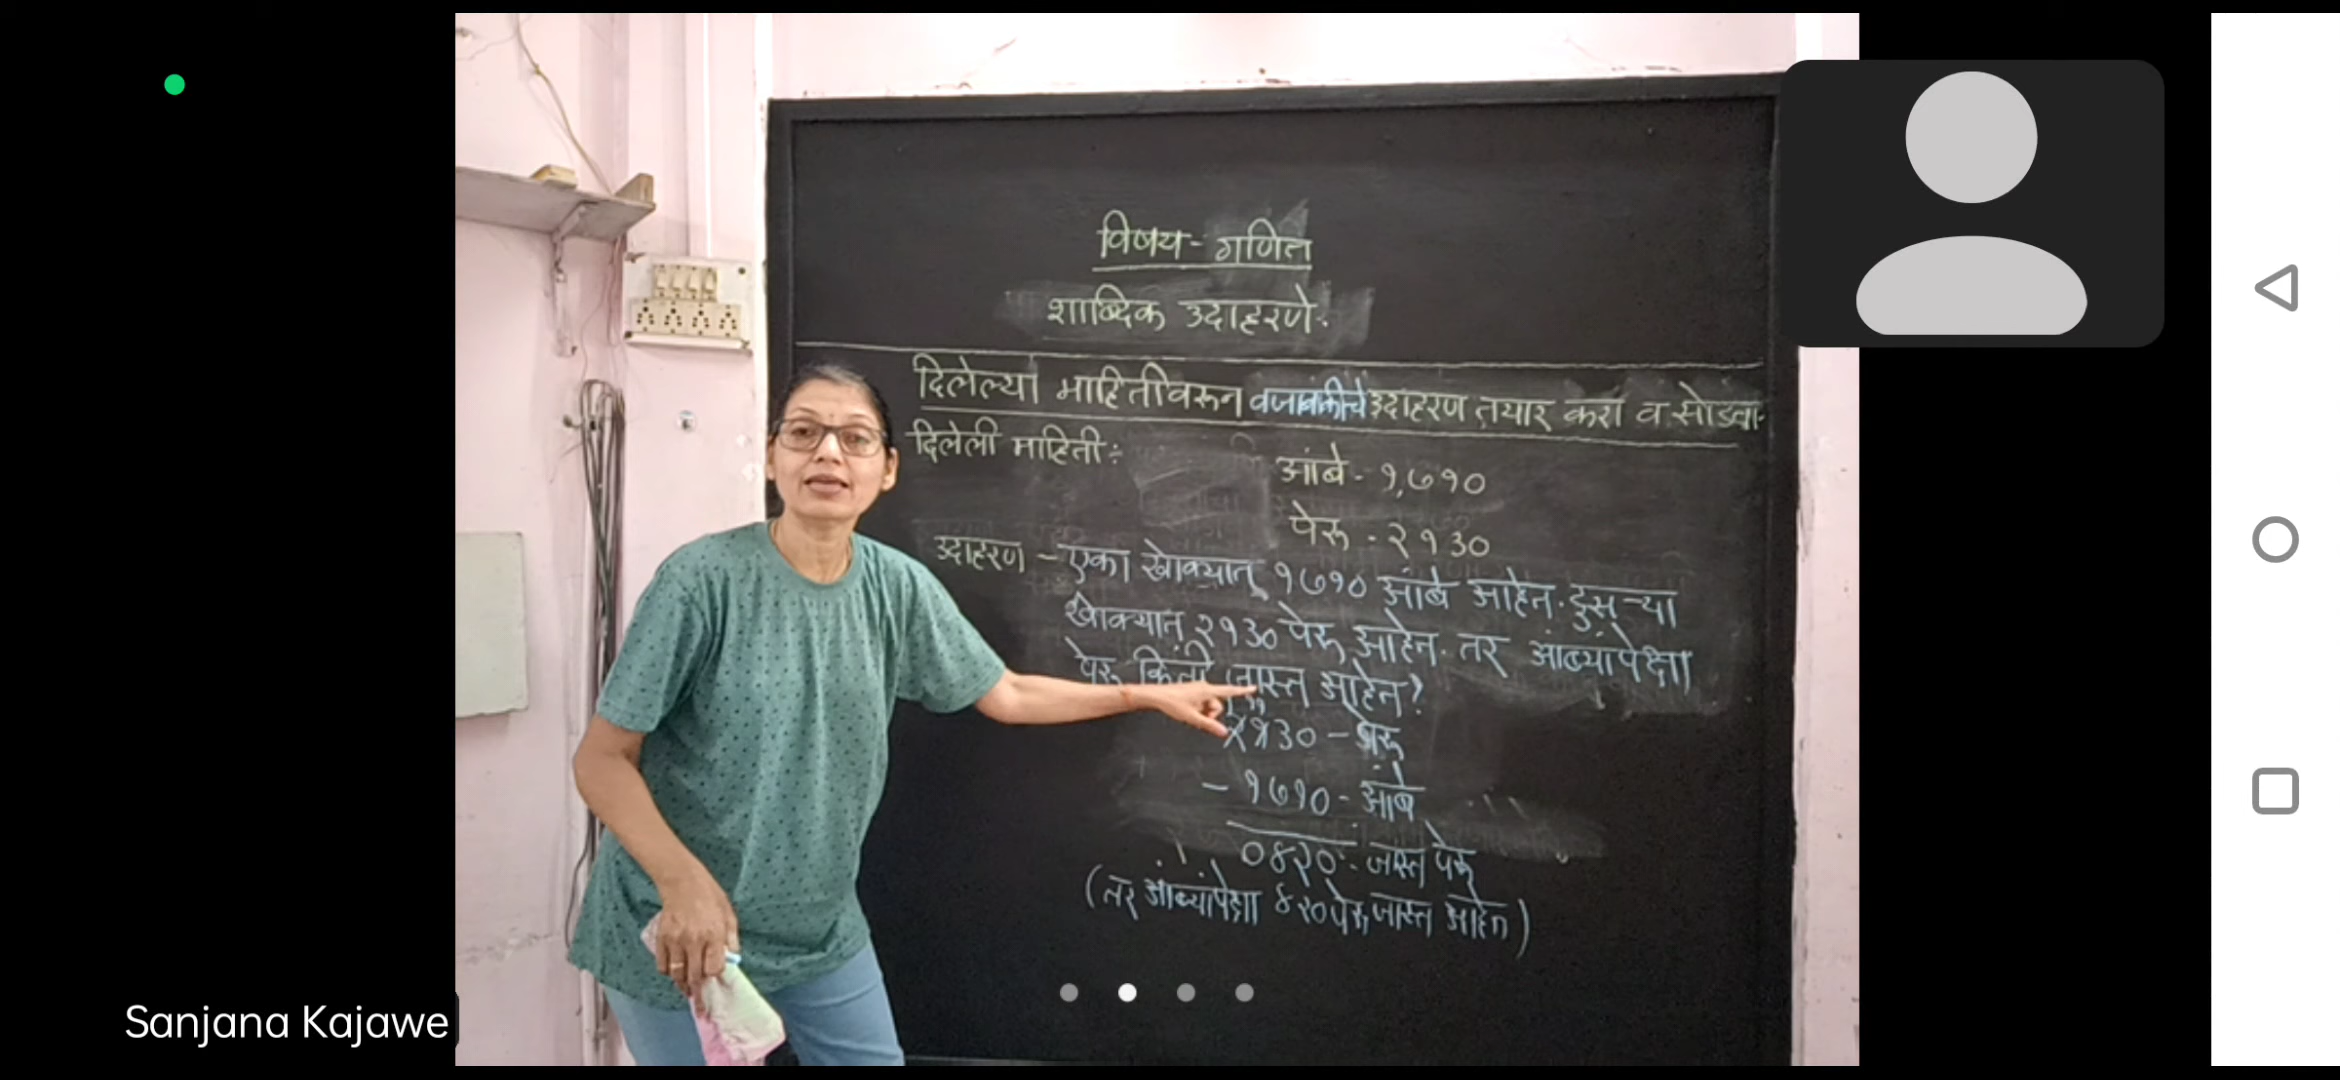 विषय- गणित
शाब्दिक उदाहरणे.
दिलेल्या माहितीवरून वजाबाकीचे उदाहरण तयार करा व सोडवा.
दिलेली माहिती÷
आंबे - १,७१०
पेरू - २१३०
उदाहरण - एका खोक्यात १७१० आंबे आहेत. दुसऱ्या
खोक्यात २१३० पेरू आहेत. तर आंब्यांपेक्षा
पेरू किती जास्त आहेत?
२१३० - पेरू
- १७१० - आंबे
०४२० - जास्त पेरू
(तर आंब्यांपेक्षा ४२० पेरू जास्त आहेत)
Sanjana Kajawe